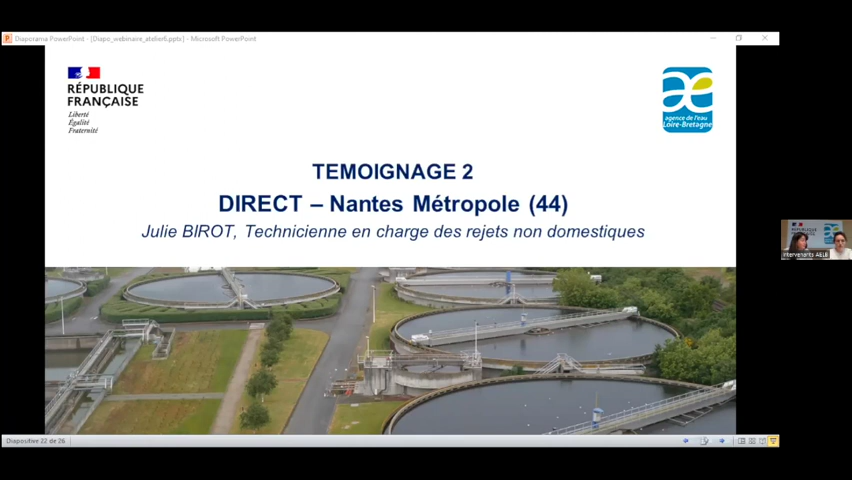 Diaporama PowerPoint - [Diapo_webinaire_atelier6.pptx] - Microsoft PowerPoint
RÉPUBLIQUE
FRANÇAISE
Liberté
Égalité
Fraternité
agence de l'eau
Loire-Bretagne
TEMOIGNAGE 2
DIRECT – Nantes Métropole (44)
Julie BIROT, Technicienne en charge des rejets non domestiques
Intervenants AELB
Diapositive 22 de 26